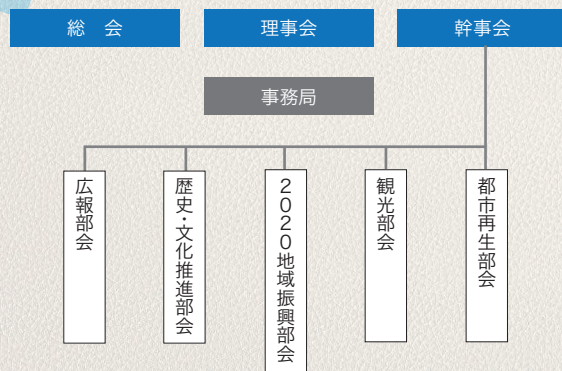 総　会
理事会
幹事会
事務局
広報部会
歴史・文化推進部会
2020地域振興部会
観光部会
都市再生部会